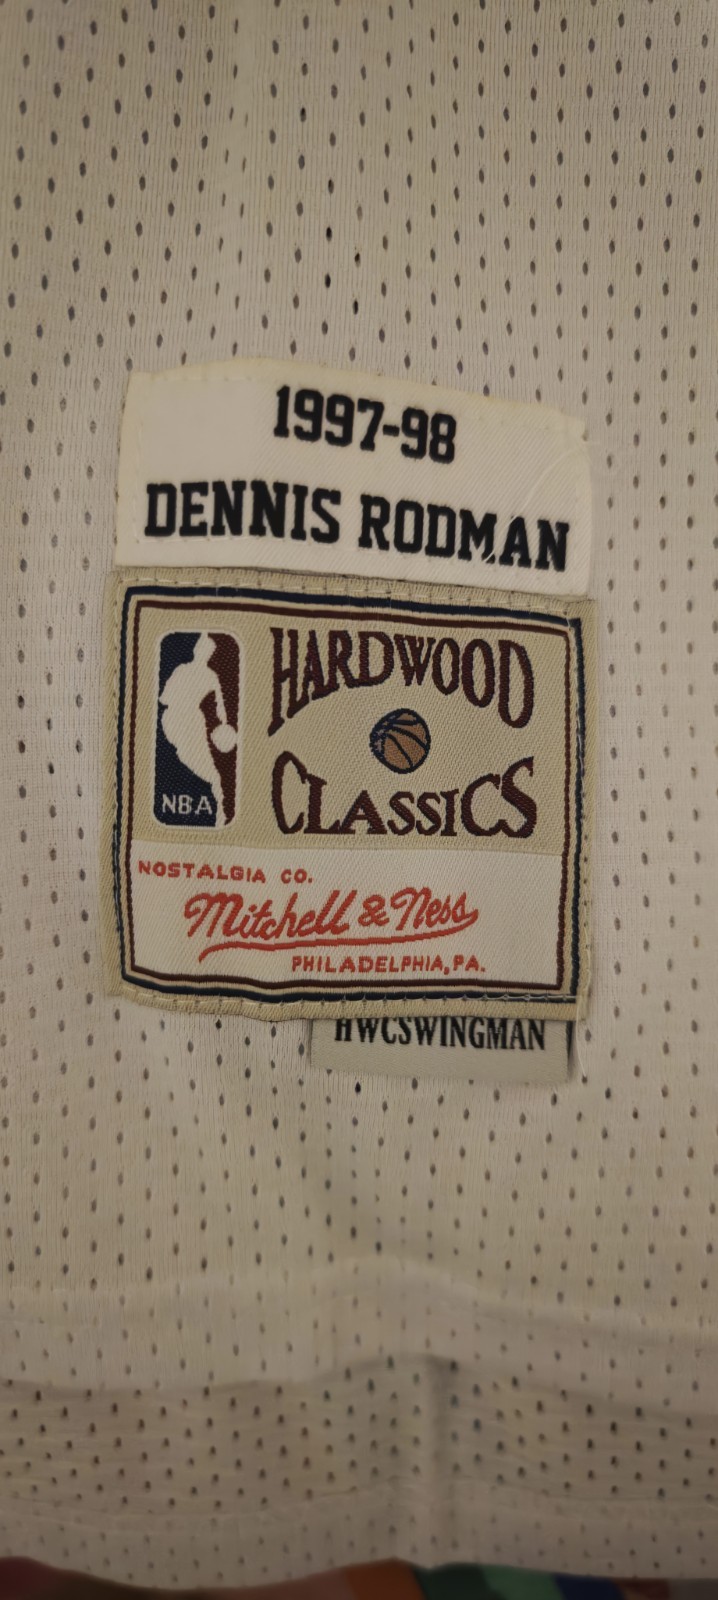 1997-98
DENNIS RODMAN
HARDWOOD
CLASSICS
NBA
NOSTALGIA CO.
Mitchell & Ness
PHILADELPHIA, PA.
HWCSWINGMAN